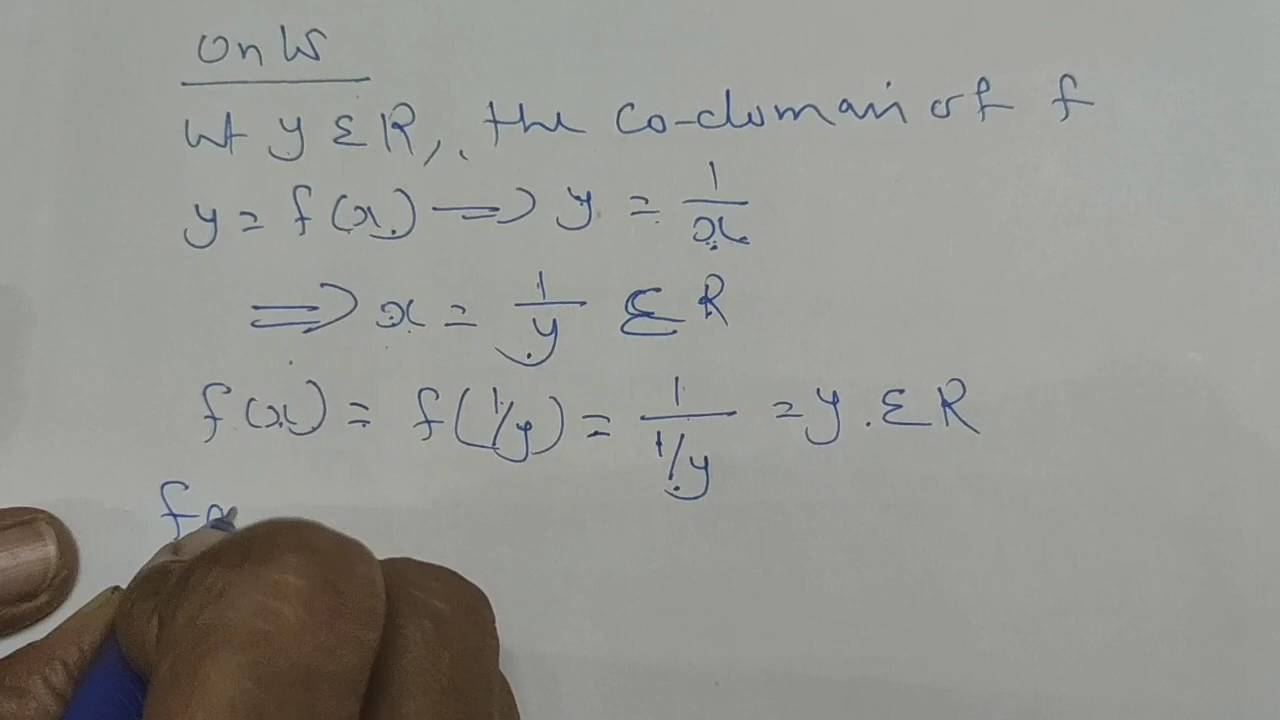 onto
let y ∈ R, the co-domain of f
y = f(x) ⟹ y = 1/x
⟹ x = 1/y ∈ R
f(x) = f(1/y) = 1/(1/y) = y. ∈ R